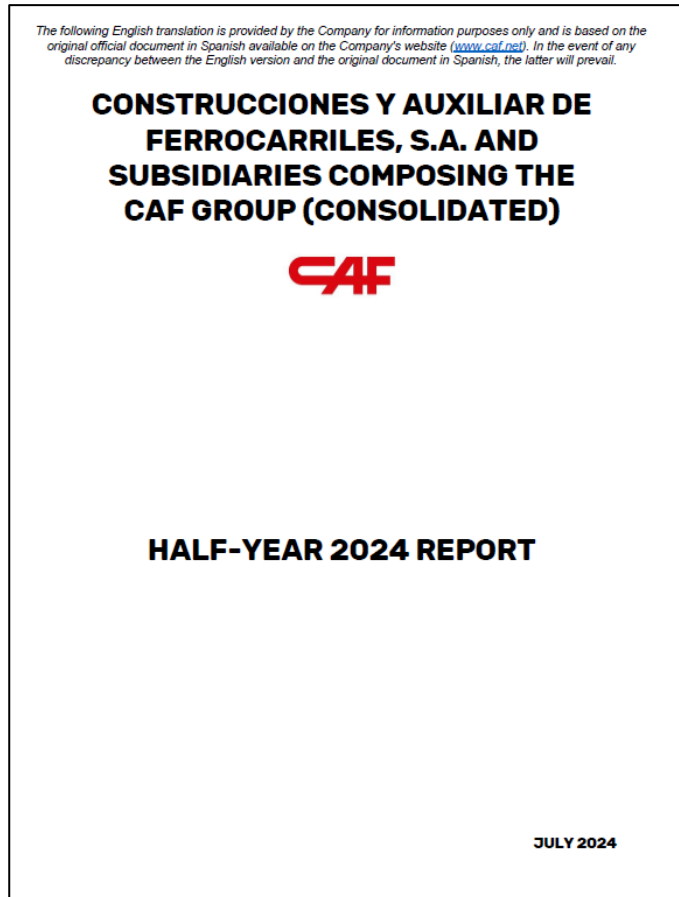 The following English translation is provided by the Company for information purposes only and is based on the
original official document in Spanish available on the Company's website (www.caf.net). In the event of any
discrepancy between the English version and the original document in Spanish, the latter will prevail.
CONSTRUCCIONES Y AUXILIAR DE
FERROCARRILES, S.A. AND
SUBSIDIARIES COMPOSING THE
CAF GROUP (CONSOLIDATED)
CAF
HALF-YEAR 2024 REPORT
JULY 2024